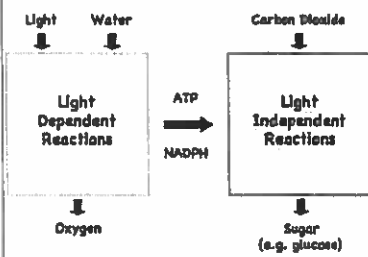 Light
Water
Carbon Dioxide
Light
Dependent
Reactions
ATP
NADPH
Light
Independent
Reactions
Oxygen
Sugar
(e.g. glucose)